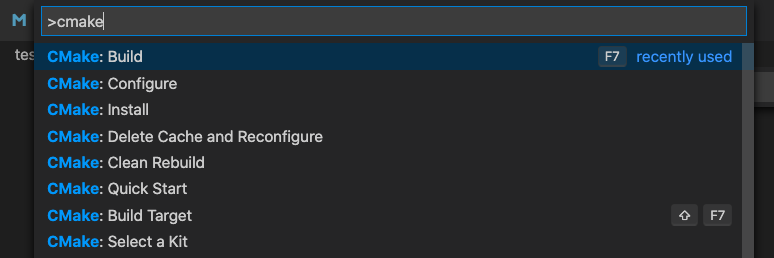 M
>cmake
tes
CMake: Build F7 recently used
CMake: Configure
CMake: Install
CMake: Delete Cache and Reconfigure
CMake: Clean Rebuild
CMake: Quick Start
CMake: Build Target ⇧ F7
CMake: Select a Kit